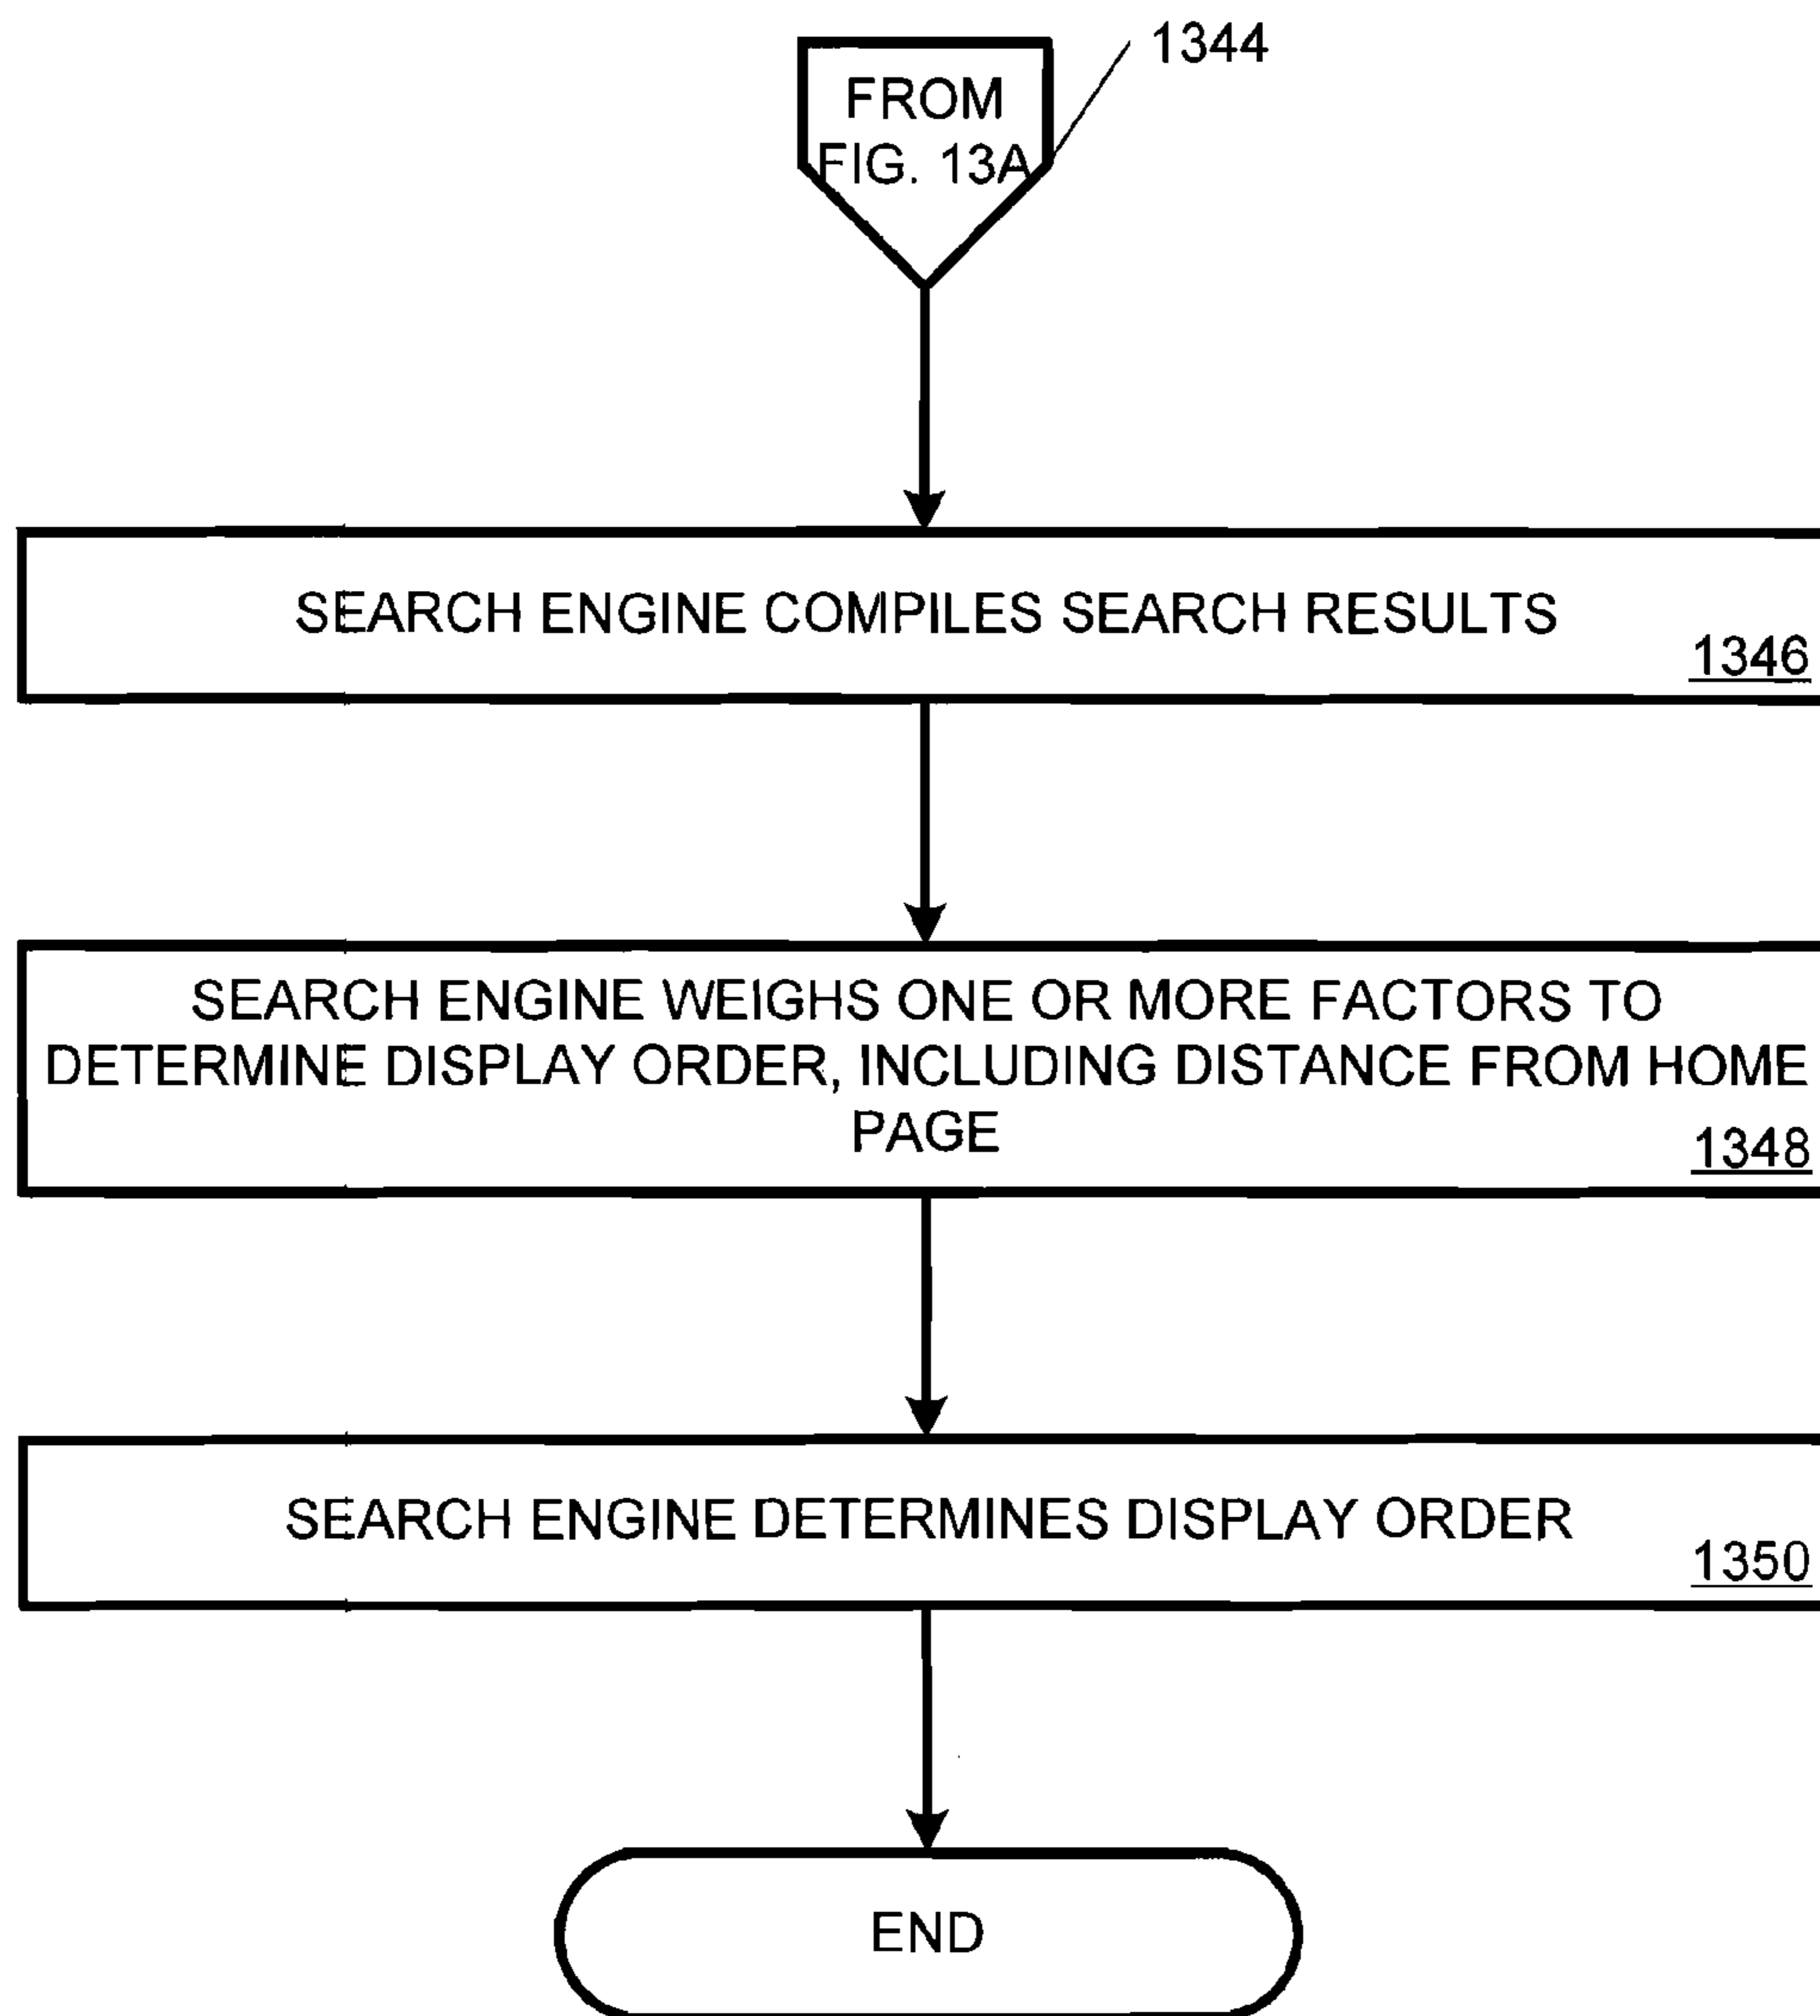 1344
FROM
FIG. 13A
SEARCH ENGINE COMPILES SEARCH RESULTS
1346
SEARCH ENGINE WEIGHS ONE OR MORE FACTORS TO
DETERMINE DISPLAY ORDER, INCLUDING DISTANCE FROM HOME
PAGE
1348
SEARCH ENGINE DETERMINES DISPLAY ORDER
1350
END